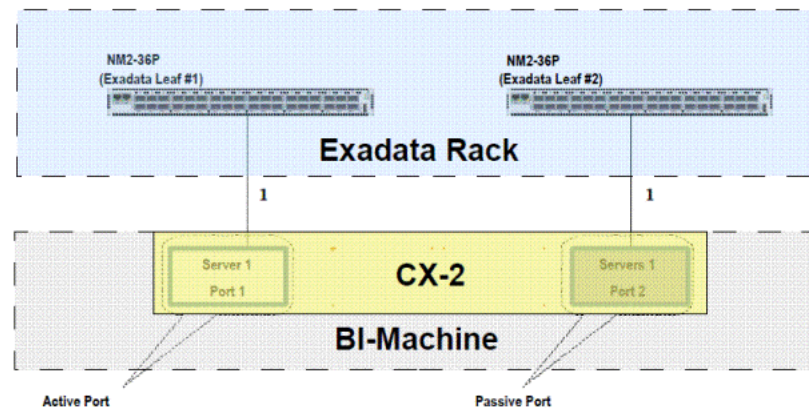 NM2-36P
(Exadata Leaf #1)
NM2-36P
(Exadata Leaf #2)
Exadata Rack
1
1
Server 1
Port 1
CX-2
Servers 1
Port 2
BI-Machine
Active Port
Passive Port